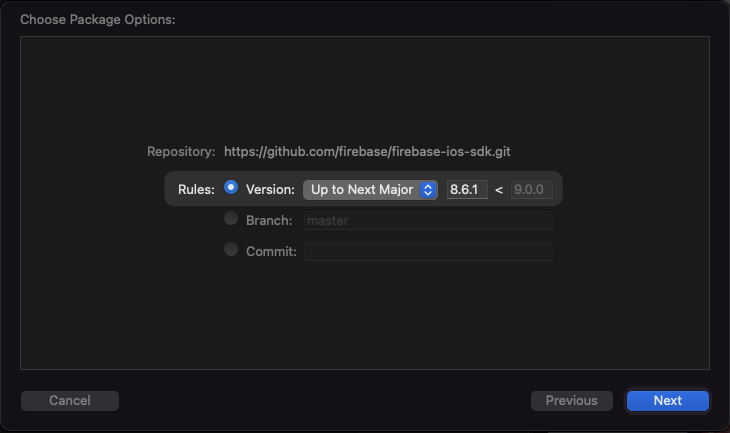 Choose Package Options:
Repository: https://github.com/firebase/firebase-ios-sdk.git
Rules: Version: Up to Next Major 8.6.1 < 9.0.0
Branch: master
Commit:
Cancel Previous Next